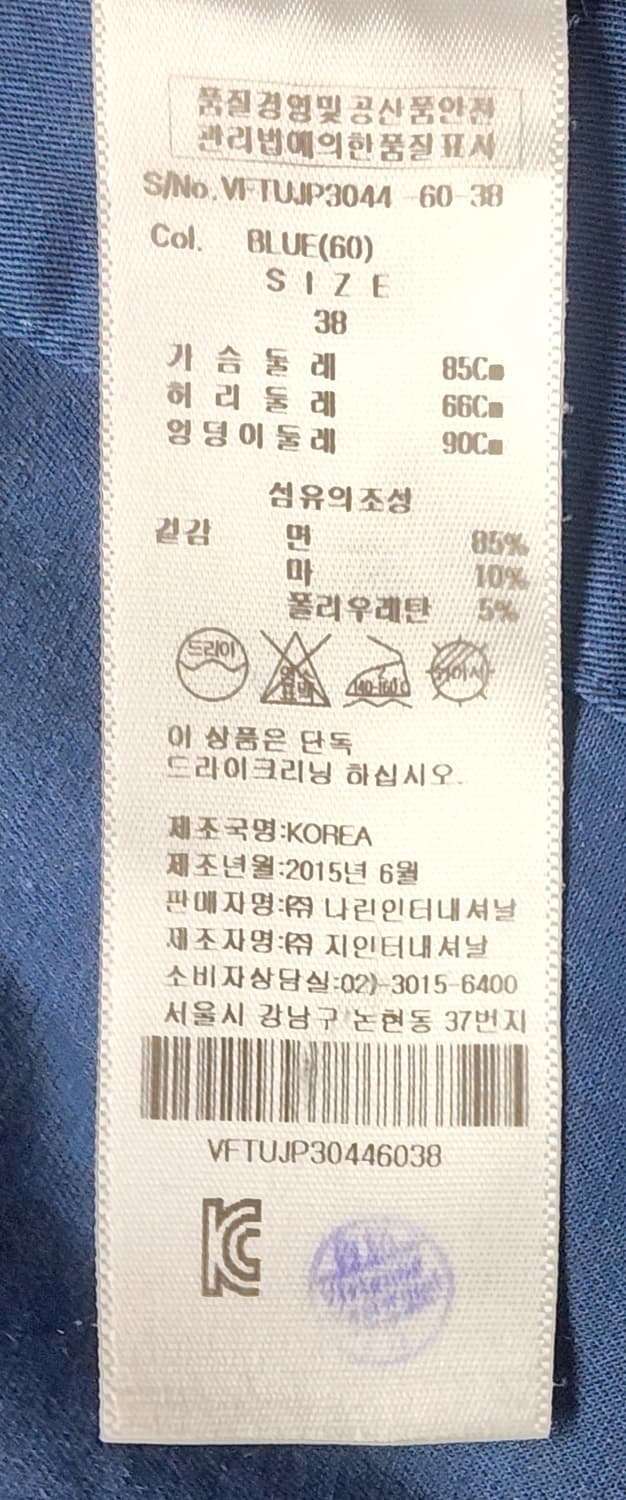 품질경영및공산품안전
관리법에의한품질표시
S/No.VFTUJP3044-60-38
Col. BLUE(60)
SIZE
38
가슴둘레 85Cm
허리둘레 66Cm
엉덩이둘레 90Cm
섬유의조성
겉감 면 85%
마 10%
폴리우레탄 5%
드라이 염소표백 140-160℃
이 상품은 단독
드라이크리닝 하십시오.
제조국명:KOREA
제조년월:2015년 6월
판매자명:㈜ 나린인터내셔날
제조자명:㈜ 지인터내셔날
소비자상담실:02)-3015-6400
서울시 강남구 논현동 37번지
VFTUJP30446038
KC